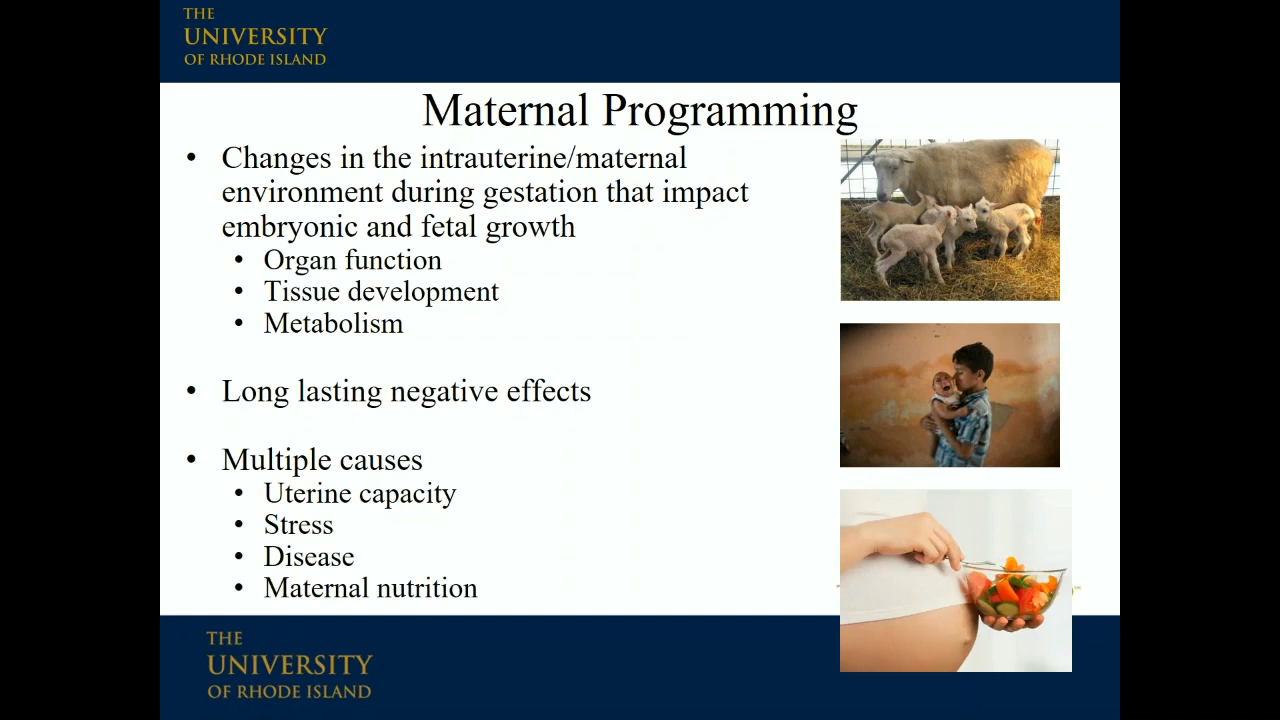 THE
UNIVERSITY
OF RHODE ISLAND
Maternal Programming
• Changes in the intrauterine/maternal
environment during gestation that impact
embryonic and fetal growth
• Organ function
• Tissue development
• Metabolism
• Long lasting negative effects
• Multiple causes
• Uterine capacity
• Stress
• Disease
• Maternal nutrition
THE
UNIVERSITY
OF RHODE ISLAND